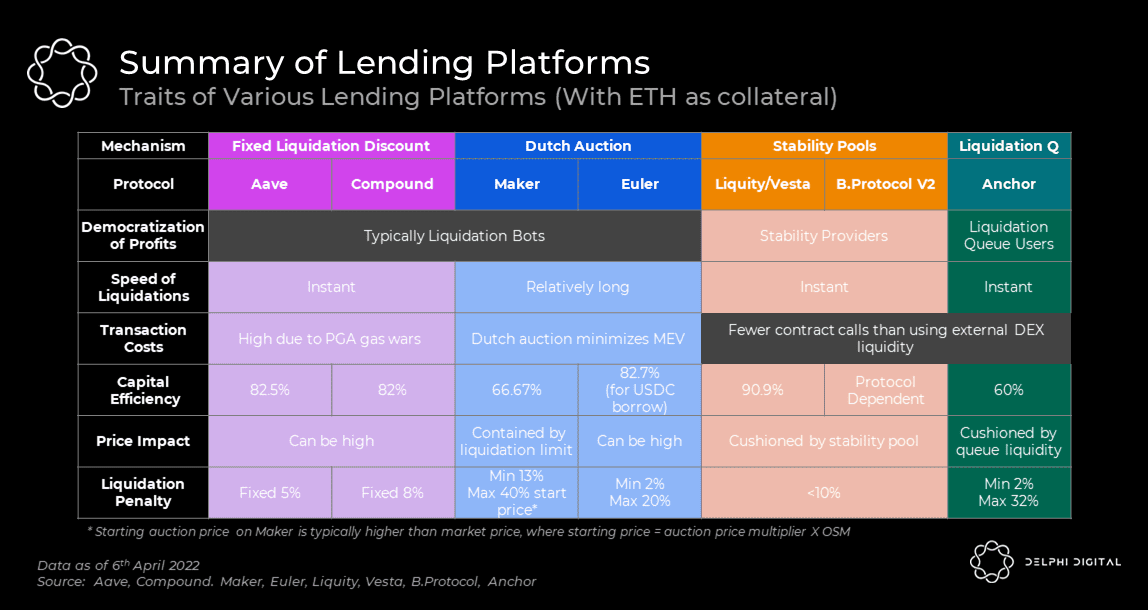 Summary of Lending Platforms
Traits of Various Lending Platforms (With ETH as collateral)
Mechanism Fixed Liquidation Discount Dutch Auction Stability Pools Liquidation Q
Protocol Aave Compound Maker Euler Liquity/Vesta B.Protocol V2 Anchor
Democratization
of Profits
Typically Liquidation Bots
Stability Providers
Liquidation
Queue Users
Speed of
Liquidations
Instant
Relatively long
Instant
Instant
Transaction
Costs
High due to PGA gas wars
Dutch auction minimizes MEV
Fewer contract calls than using external DEX
liquidity
Capital
Efficiency
82.5%
82%
66.67%
82.7%
(for USDC
borrow)
90.9%
Protocol
Dependent
60%
Price Impact
Can be high
Contained by
liquidation limit
Can be high
Cushioned by stability pool
Cushioned by
queue liquidity
Liquidation
Penalty
Fixed 5%
Fixed 8%
Min 13%
Max 40% start
price*
Min 2%
Max 20%
<10%
Min 2%
Max 32%
* Starting auction price on Maker is typically higher than market price, where starting price = auction price multiplier X OSM
Data as of 6th April 2022
Source: Aave, Compound. Maker, Euler, Liquity, Vesta, B.Protocol, Anchor
DELPHI DIGITAL